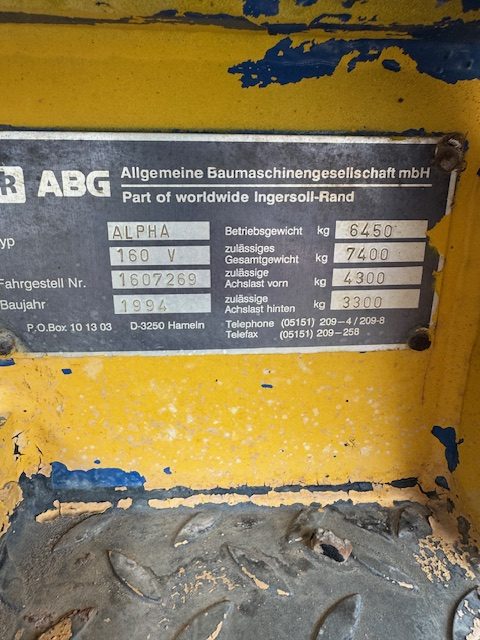 R ABG Allgemeine Baumaschinengesellschaft mbH
Part of worldwide Ingersoll-Rand
yp ALPHA Betriebsgewicht kg 6450
160 V zulässiges Gesamtgewicht kg 7400
Fahrgestell Nr. 1607269 zulässige Achslast vorn kg 4300
Baujahr 1994 zulässige Achslast hinten kg 3300
P.O.Box 10 13 03 D-3250 Hameln Telephone (05151) 209-4 / 209-8
Telefax (05151) 209-258